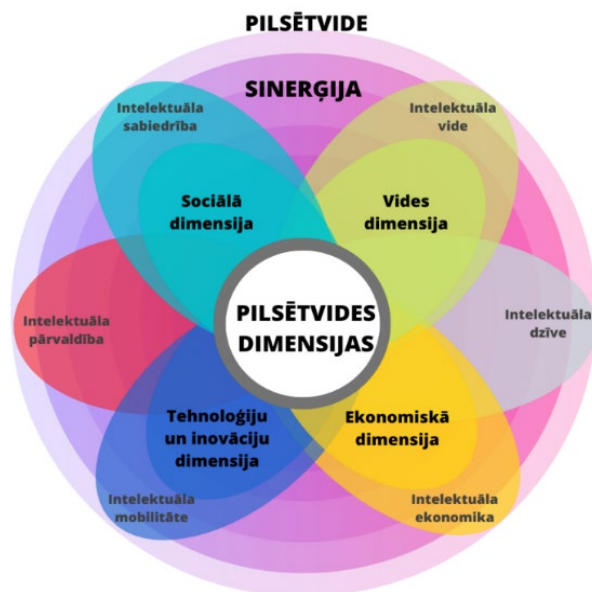 PILSĒTVIDE
SINERĢIJA
Intelektuāla
sabiedrība
Intelektuāla
vide
Sociālā
dimensija
Vides
dimensija
Intelektuāla
pārvaldība
PILSĒTVIDES
DIMENSIJAS
Intelektuāla
dzīve
Tehnoloģiju
un inovāciju
dimensija
Ekonomiskā
dimensija
Intelektuāla
mobilitāte
Intelektuāla
ekonomika